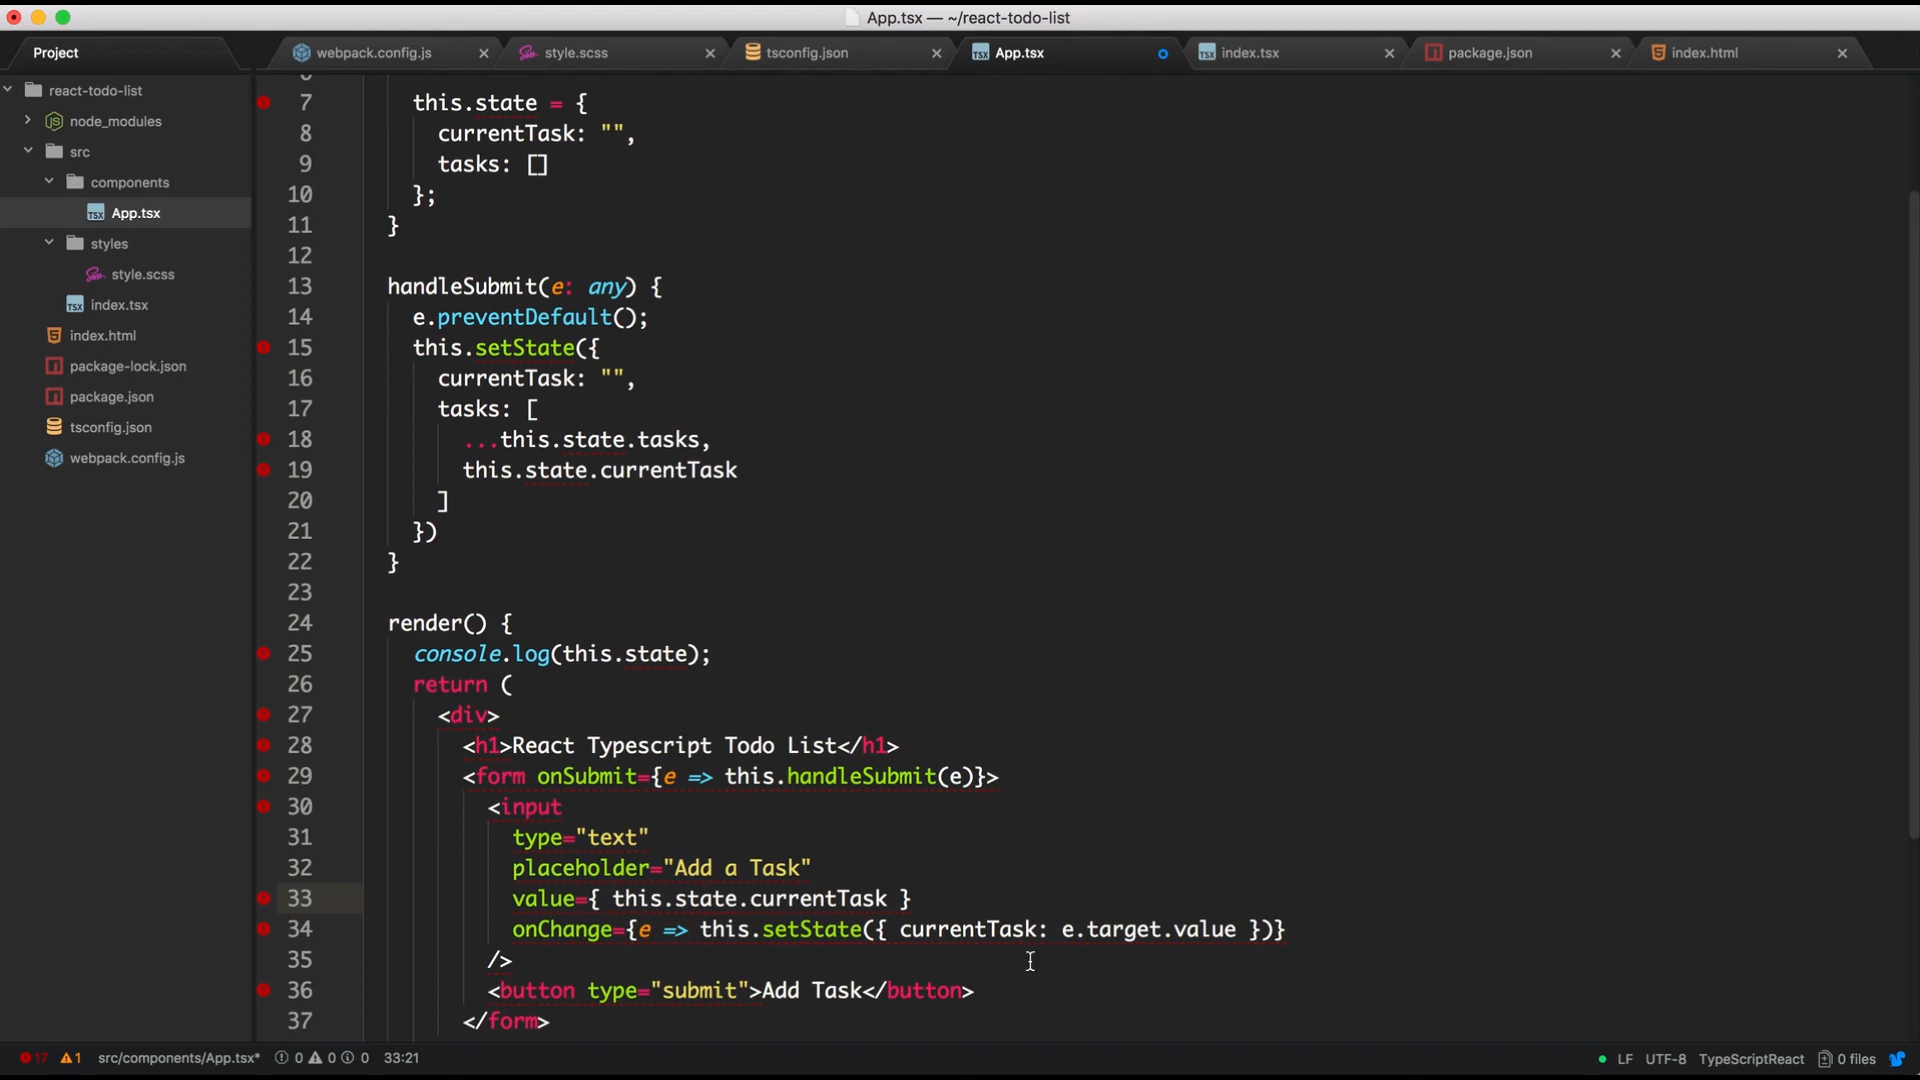 App.tsx — ~/react-todo-list
Project
webpack.config.js
style.scss
tsconfig.json
App.tsx
index.tsx
package.json
index.html
react-todo-list
node_modules
src
components
App.tsx
styles
style.scss
index.tsx
index.html
package-lock.json
package.json
tsconfig.json
webpack.config.js
7 this.state = {
8 currentTask: "",
9 tasks: []
10 };
11 }
12
13 handleSubmit(e: any) {
14 e.preventDefault();
15 this.setState({
16 currentTask: "",
17 tasks: [
18 ...this.state.tasks,
19 this.state.currentTask
20 ]
21 })
22 }
23
24 render() {
25 console.log(this.state);
26 return (
27 <div>
28 <h1>React Typescript Todo List</h1>
29 <form onSubmit={e => this.handleSubmit(e)}>
30 <input
31 type="text"
32 placeholder="Add a Task"
33 value={ this.state.currentTask }
34 onChange={e => this.setState({ currentTask: e.target.value })}
35 />
36 <button type="submit">Add Task</button>
37 </form>
17 1 src/components/App.tsx* 0 0 0 33:21 LF UTF-8 TypeScriptReact 0 files